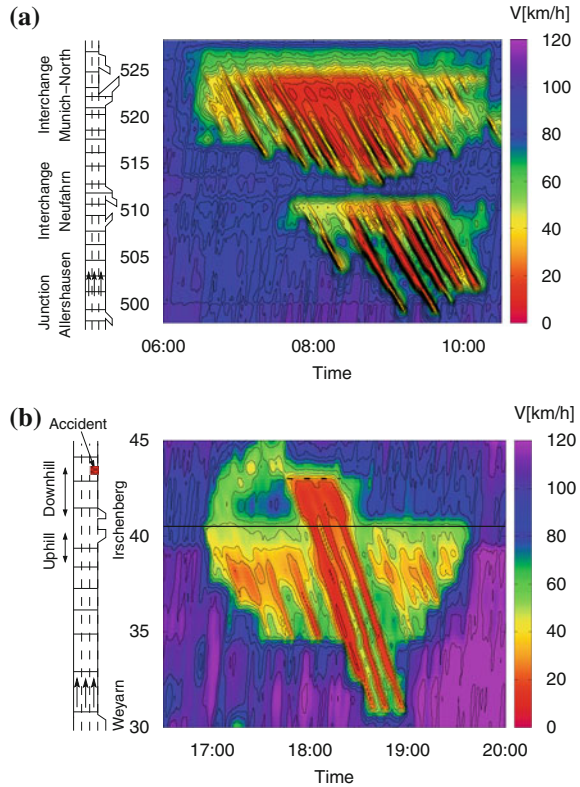 (a)
V[km/h]
Interchange
Munich–North
Interchange
Neufahrn
Junction
Allershausen
525
520
515
510
505
500
06:00 08:00 10:00
Time
120
100
80
60
40
20
0
(b)
Accident
V[km/h]
Downhill
Uphill
Irschenberg
Weyarn
45
40
35
30
17:00 18:00 19:00 20:00
Time
120
100
80
60
40
20
0